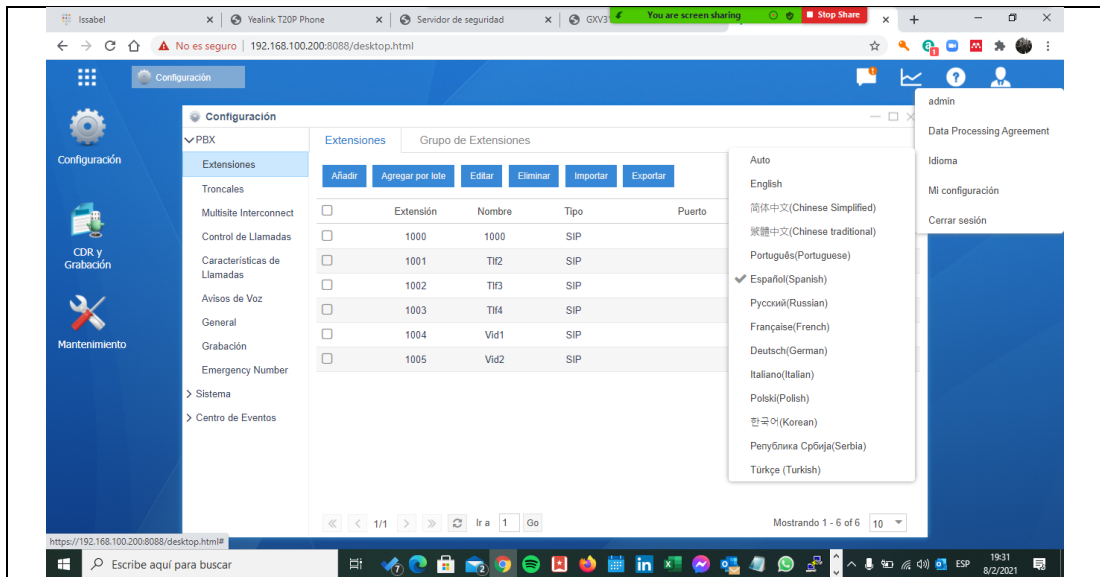 Issabel
Yealink T20P Phone
Servidor de seguridad
GXV31
You are screen sharing
Stop Share
No es seguro
192.168.100.200:8088/desktop.html
Configuración
admin
Data Processing Agreement
Idioma
Mi configuración
Cerrar sesión
Configuración
CDR y
Grabación
Mantenimiento
Configuración
PBX
Extensiones
Troncales
Multisite Interconnect
Control de Llamadas
Características de
Llamadas
Avisos de Voz
General
Grabación
Emergency Number
Sistema
Centro de Eventos
Extensiones Grupo de Extensiones
Añadir Agregar por lote Editar Eliminar Importar Exportar
Extensión Nombre Tipo Puerto
1000 1000 SIP
1001 Tlf2 SIP
1002 Tlf3 SIP
1003 Tlf4 SIP
1004 Vid1 SIP
1005 Vid2 SIP
Auto
English
简体中文(Chinese Simplified)
繁體中文(Chinese traditional)
Português(Portuguese)
Español(Spanish)
Русский(Russian)
Française(French)
Deutsch(German)
Italiano(Italian)
Polski(Polish)
한국어(Korean)
Република Србија(Serbia)
Türkçe (Turkish)
1/1 Ir a 1 Go
Mostrando 1 - 6 of 6 10
https://192.168.100.200:8088/desktop.html#
Escribe aquí para buscar
ESP
19:31
8/2/2021